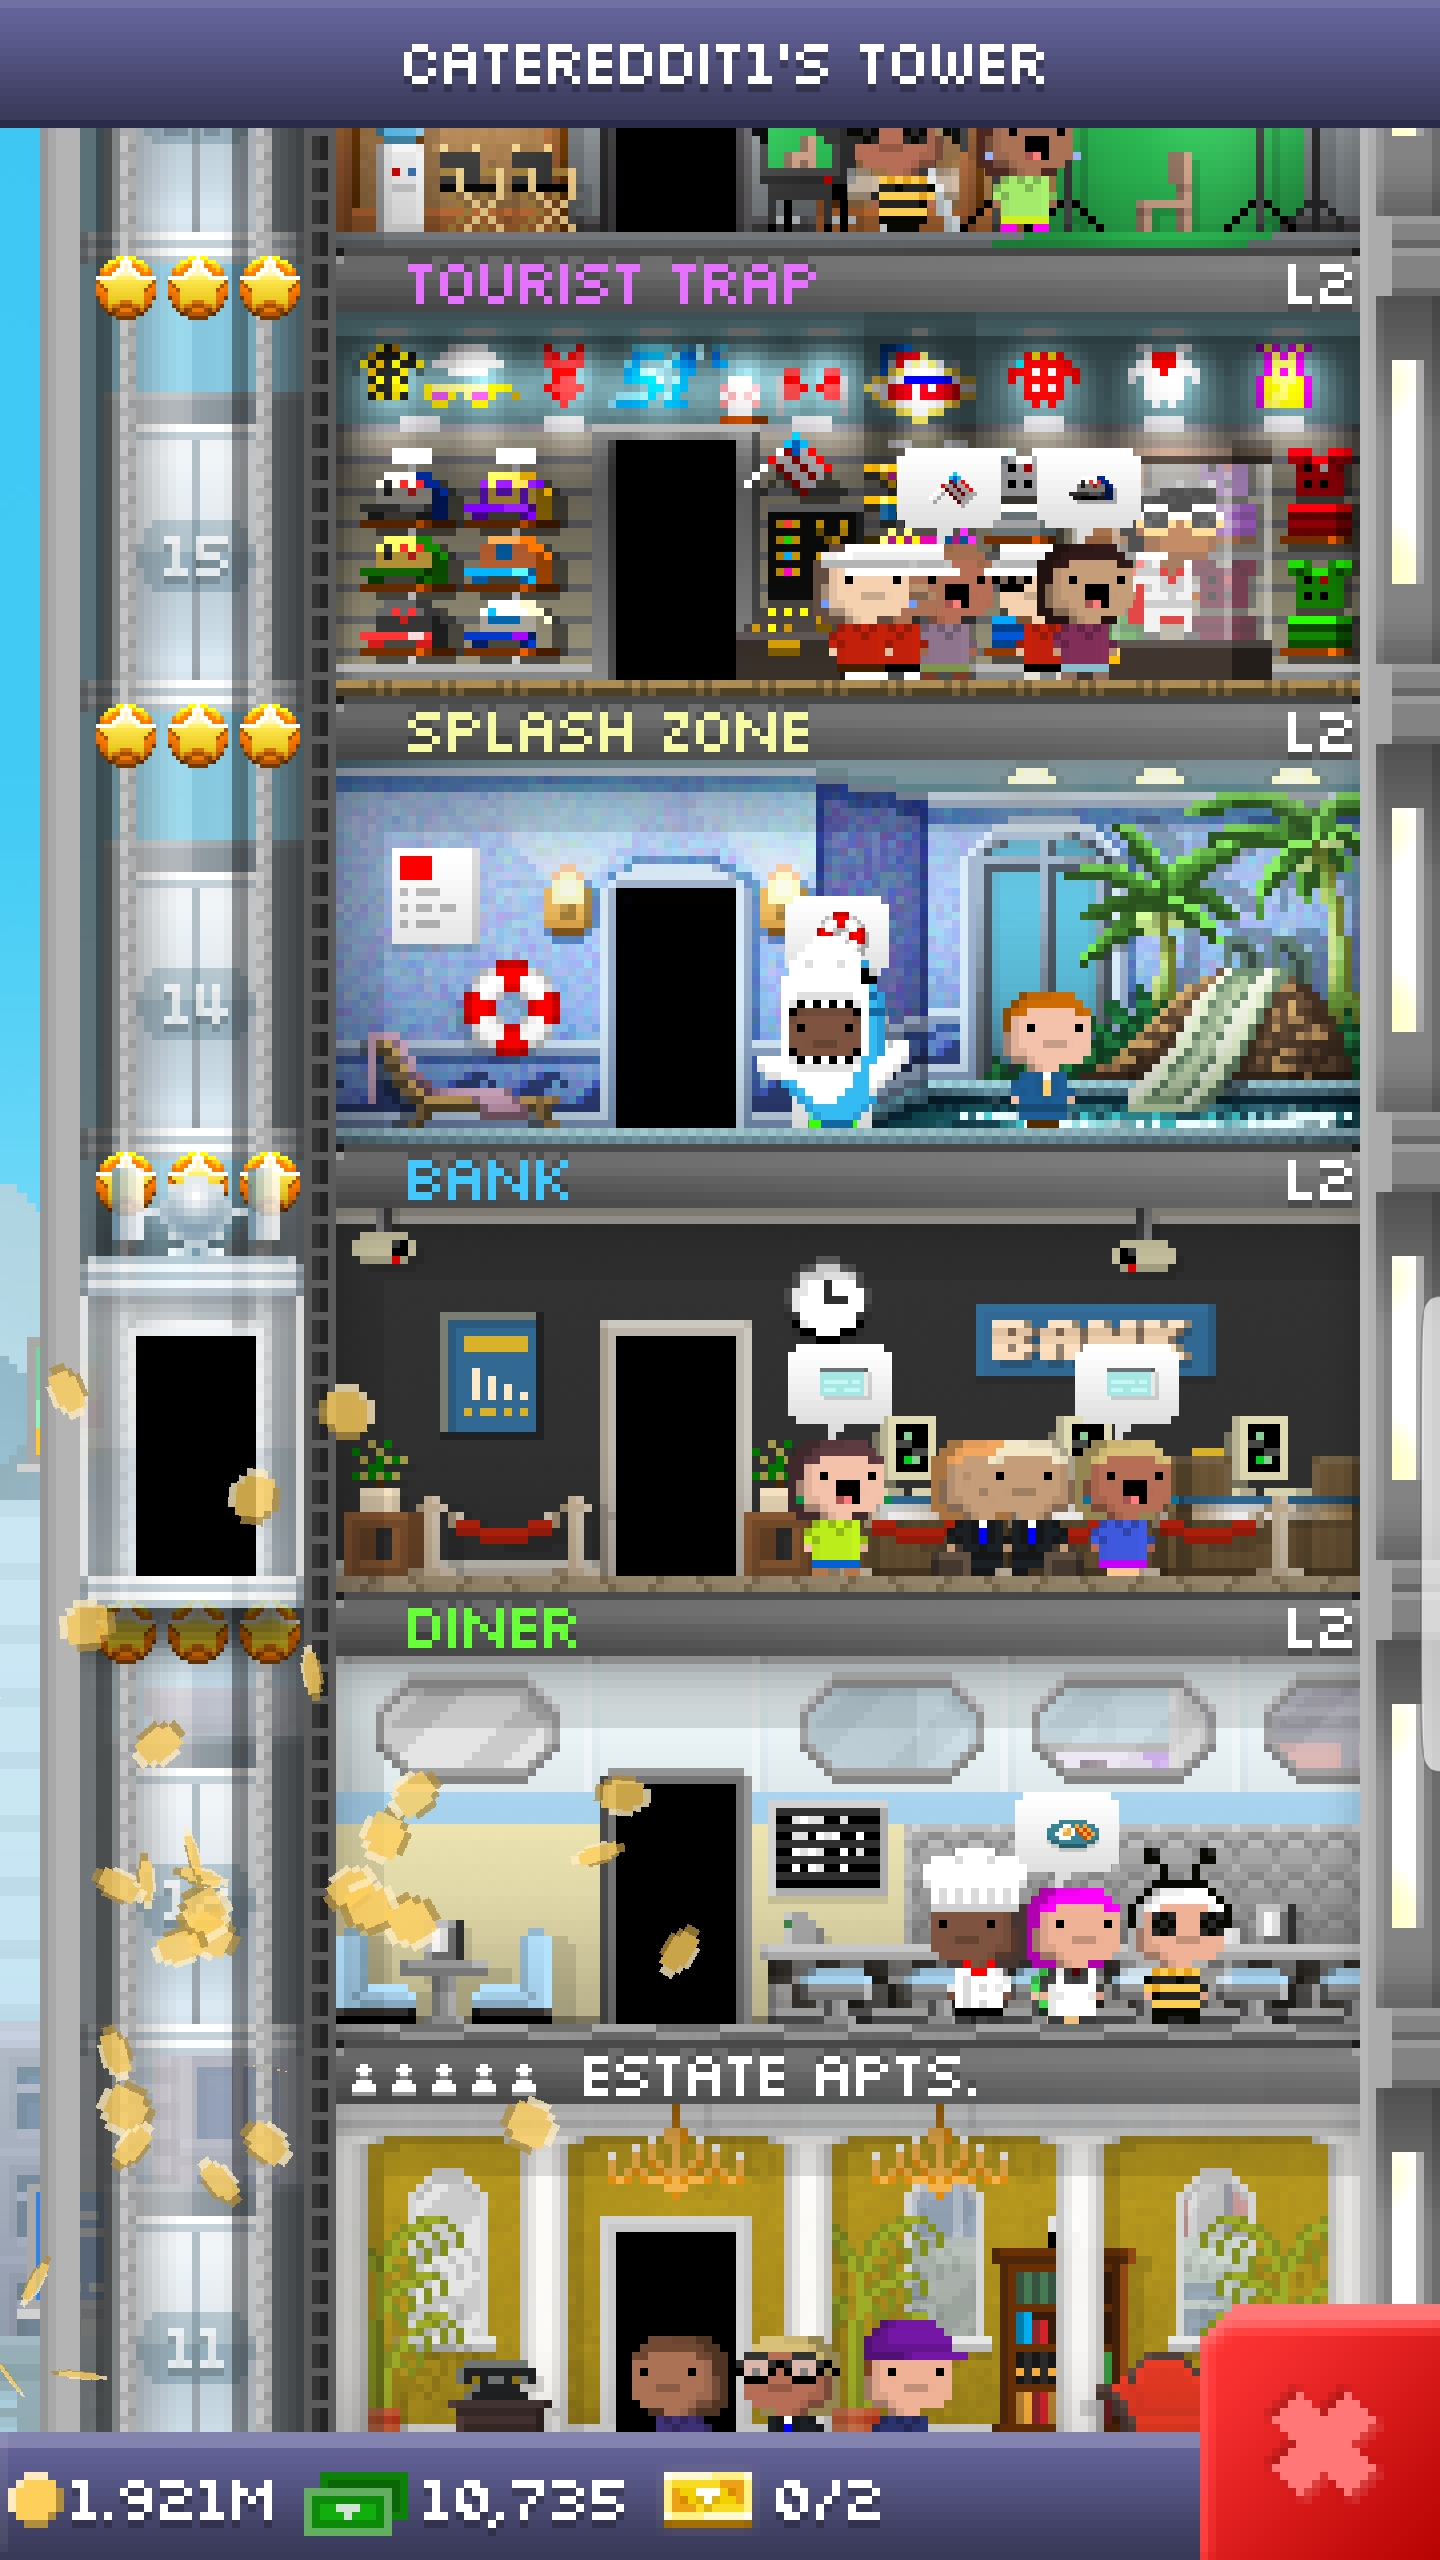 CATEREDDIT1'S TOWER
TOURIST TRAP L2
15
SPLASH ZONE L2
14
BANK L2
DINER L2
ESTATE APTS.
11
1.921M 10,735 0/2